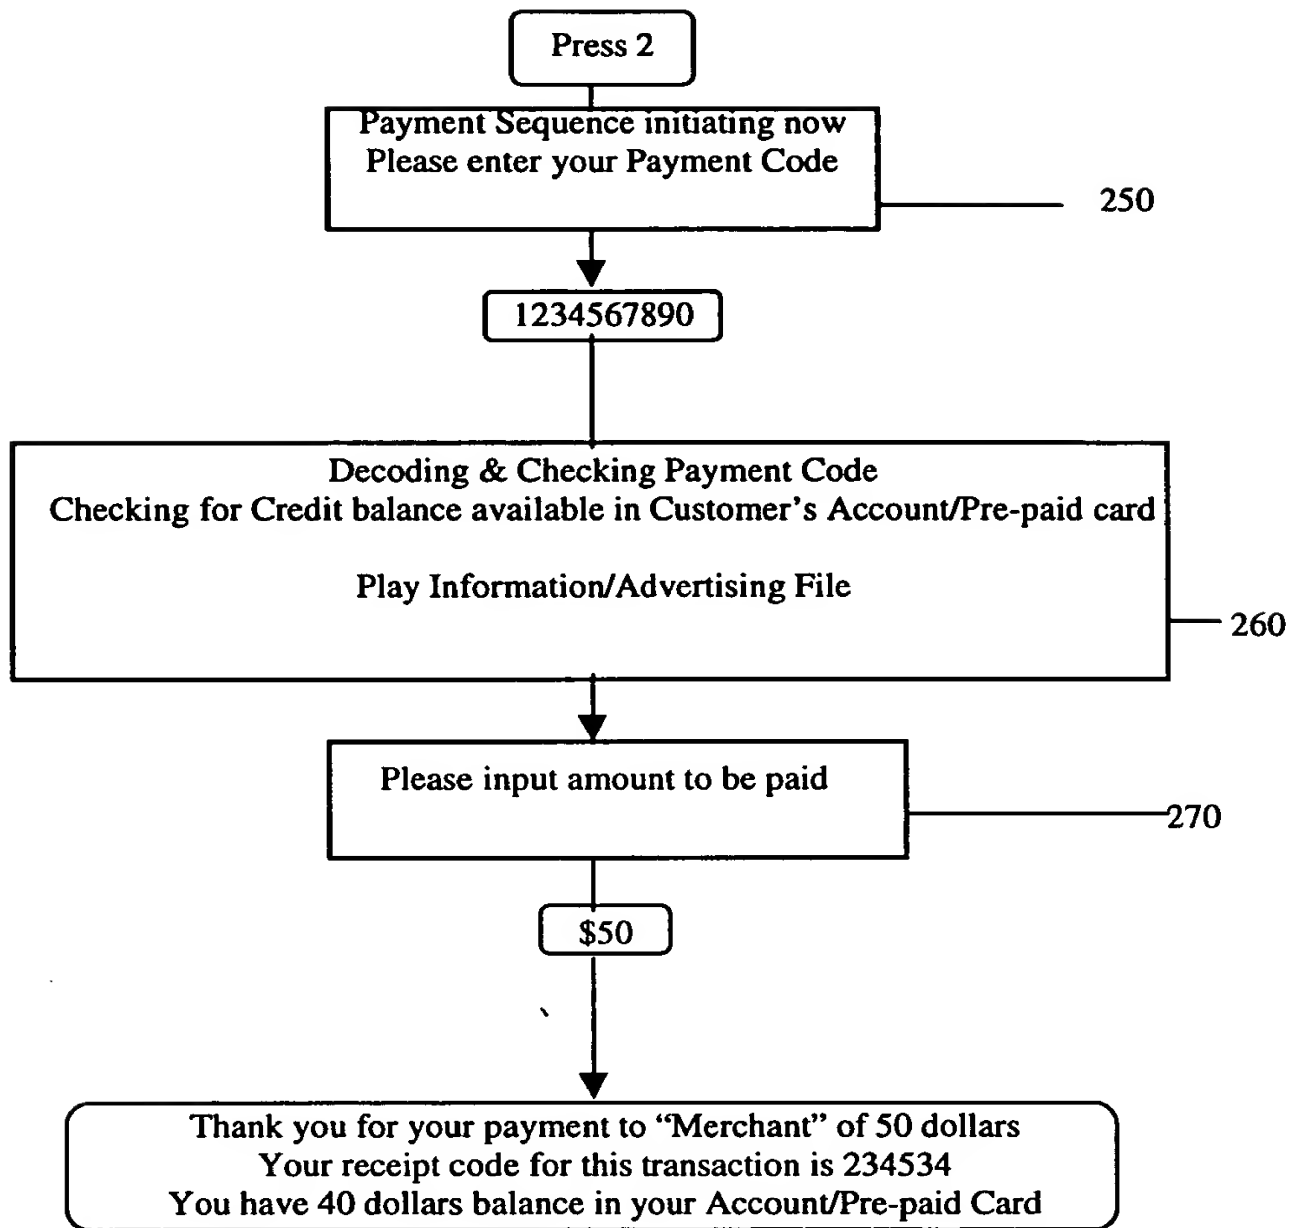 Press 2
Payment Sequence initiating now
Please enter your Payment Code
250
1234567890
Decoding & Checking Payment Code
Checking for Credit balance available in Customer's Account/Pre-paid card
Play Information/Advertising File
260
Please input amount to be paid
270
$50
Thank you for your payment to “Merchant” of 50 dollars
Your receipt code for this transaction is 234534
You have 40 dollars balance in your Account/Pre-paid Card